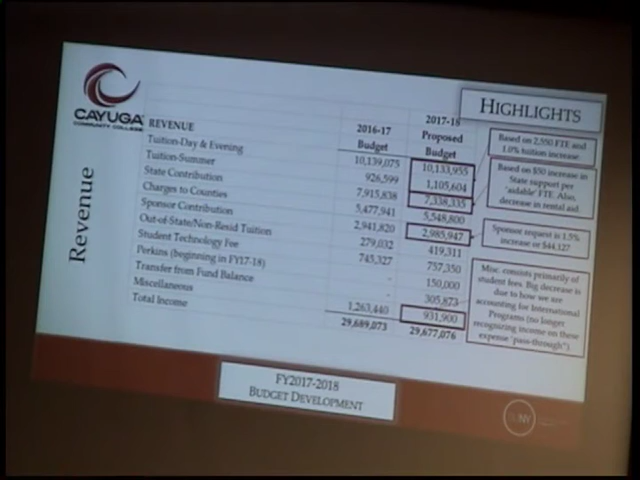 CAYUGA
COMMUNITY COLLEGE
Revenue
HIGHLIGHTS
REVENUE 2016-17 Budget 2017-18 Proposed Budget
Tuition-Day & Evening 10,139,075 10,133,955
Tuition-Summer 926,599 1,105,604
State Contribution 7,915,838 7,338,335
Charges to Counties 5,477,941 5,548,800
Sponsor Contribution 2,941,820 2,985,947
Out-of-State/Non-Resid Tuition 279,032 419,311
Student Technology Fee 745,327 757,350
Perkins (beginning in FY17-18) - 150,000
Transfer from Fund Balance - 305,873
Miscellaneous 1,263,440 931,900
Total Income 29,689,073 29,677,076
Based on 2,550 FTE and
1.0% tuition increase
Based on $50 increase in
State support per
'aidable' FTE. Also,
decrease in rental aid
Sponsor request is 1.5%
increase or $44,127
Misc. consists primarily of
student fees. Big decrease is
due to how we are
accounting for International
Programs (no longer
recognizing income on these
expense 'pass-through')
FY2017-2018
BUDGET DEVELOPMENT
SUNY